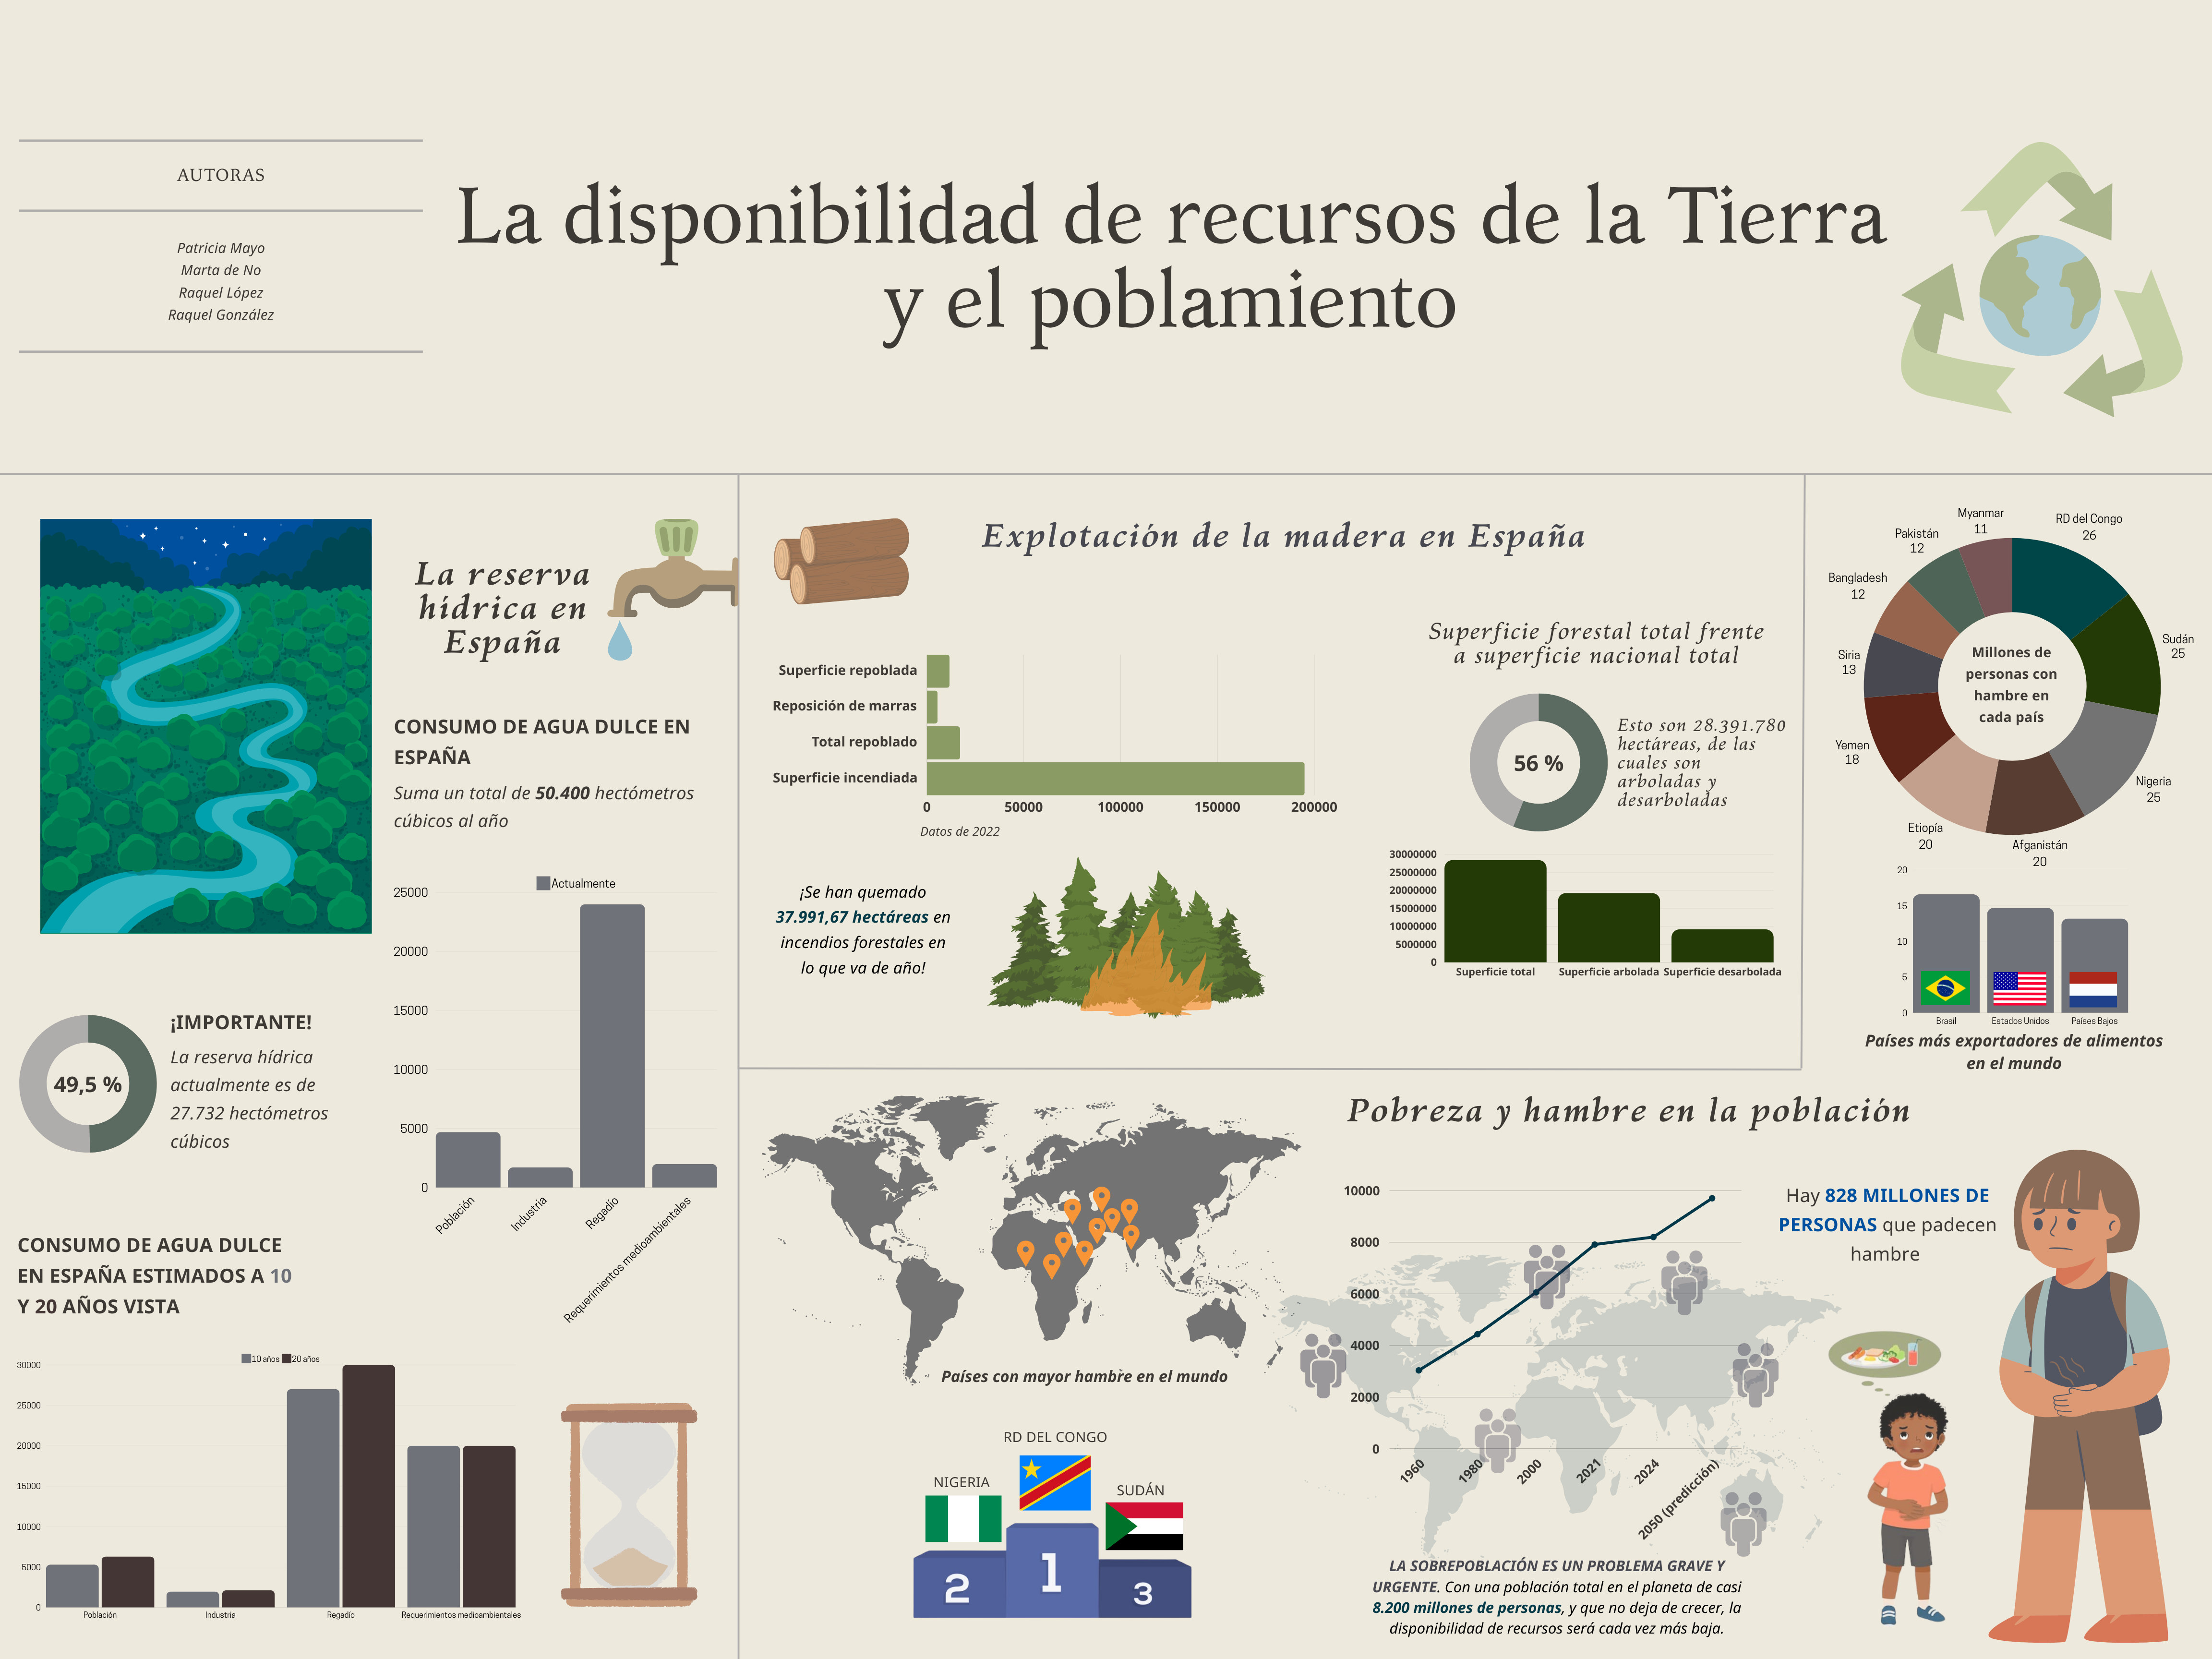 AUTORAS
Patricia Mayo
Marta de No
Raquel López
Raquel González
La disponibilidad de recursos de la Tierra
y el poblamiento
La reserva
hídrica en
España
CONSUMO DE AGUA DULCE EN
ESPAÑA
Suma un total de 50.400 hectómetros
cúbicos al año
Actualmente
25000
20000
15000
10000
5000
0
Población
Industria
Regadío
Requerimientos medioambientales
49,5 %
¡IMPORTANTE!
La reserva hídrica
actualmente es de
27.732 hectómetros
cúbicos
CONSUMO DE AGUA DULCE
EN ESPAÑA ESTIMADOS A 10
Y 20 AÑOS VISTA
10 años 20 años
30000
25000
20000
15000
10000
5000
0
Población
Industria
Regadío
Requerimientos medioambientales
Explotación de la madera en España
Superficie repoblada
Reposición de marras
Total repoblado
Superficie incendiada
0 50000 100000 150000 200000
Datos de 2022
¡Se han quemado
37.991,67 hectáreas en
incendios forestales en
lo que va de año!
Superficie forestal total frente
a superficie nacional total
56 %
Esto son 28.391.780
hectáreas, de las
cuales son
arboladas y
desarboladas
30000000
25000000
20000000
15000000
10000000
5000000
0
Superficie total
Superficie arbolada
Superficie desarbolada
Millones de
personas con
hambre en
cada país
RD del Congo
26
Sudán
25
Nigeria
25
Afganistán
20
Etiopía
20
Yemen
18
Siria
13
Bangladesh
12
Pakistán
12
Myanmar
11
20
15
10
5
0
Brasil
Estados Unidos
Países Bajos
Países más exportadores de alimentos
en el mundo
Pobreza y hambre en la población
Países con mayor hambre en el mundo
RD DEL CONGO
NIGERIA
SUDÁN
2
1
3
10000
8000
6000
4000
2000
0
1960
1980
2000
2021
2024
2050 (predicción)
Hay 828 MILLONES DE
PERSONAS que padecen
hambre
LA SOBREPOBLACIÓN ES UN PROBLEMA GRAVE Y
URGENTE. Con una población total en el planeta de casi
8.200 millones de personas, y que no deja de crecer, la
disponibilidad de recursos será cada vez más baja.